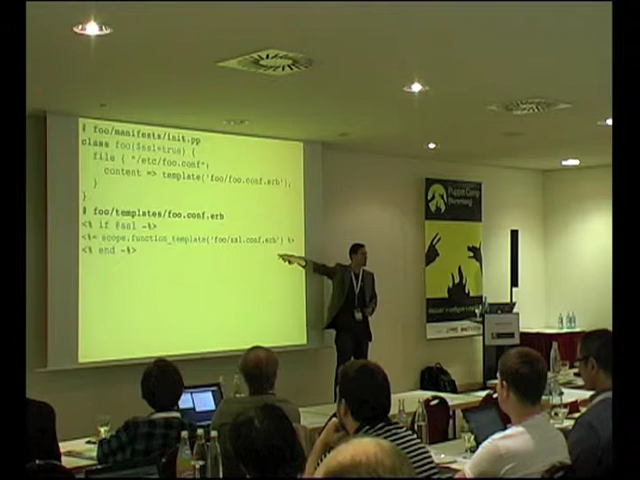 # foo/manifests/init.pp
class foo($ssl=true) {
file { "/etc/foo.conf":
content => template('foo/foo.conf.erb');
}
}
# foo/templates/foo.conf.erb
<% if @ssl -%>
<%= scope.function_template('foo/ssl.conf.erb') %>
<% end -%>
Puppet Camp
[Nuremberg]